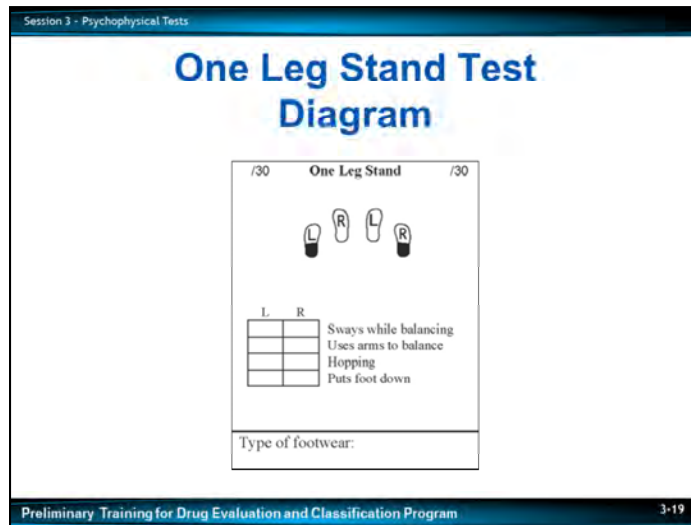 Session 3 - Psychophysical Tests
One Leg Stand Test
Diagram
/30 One Leg Stand /30
L R L R
L R
Sways while balancing
Uses arms to balance
Hopping
Puts foot down
Type of footwear:
Preliminary Training for Drug Evaluation and Classification Program 3-19